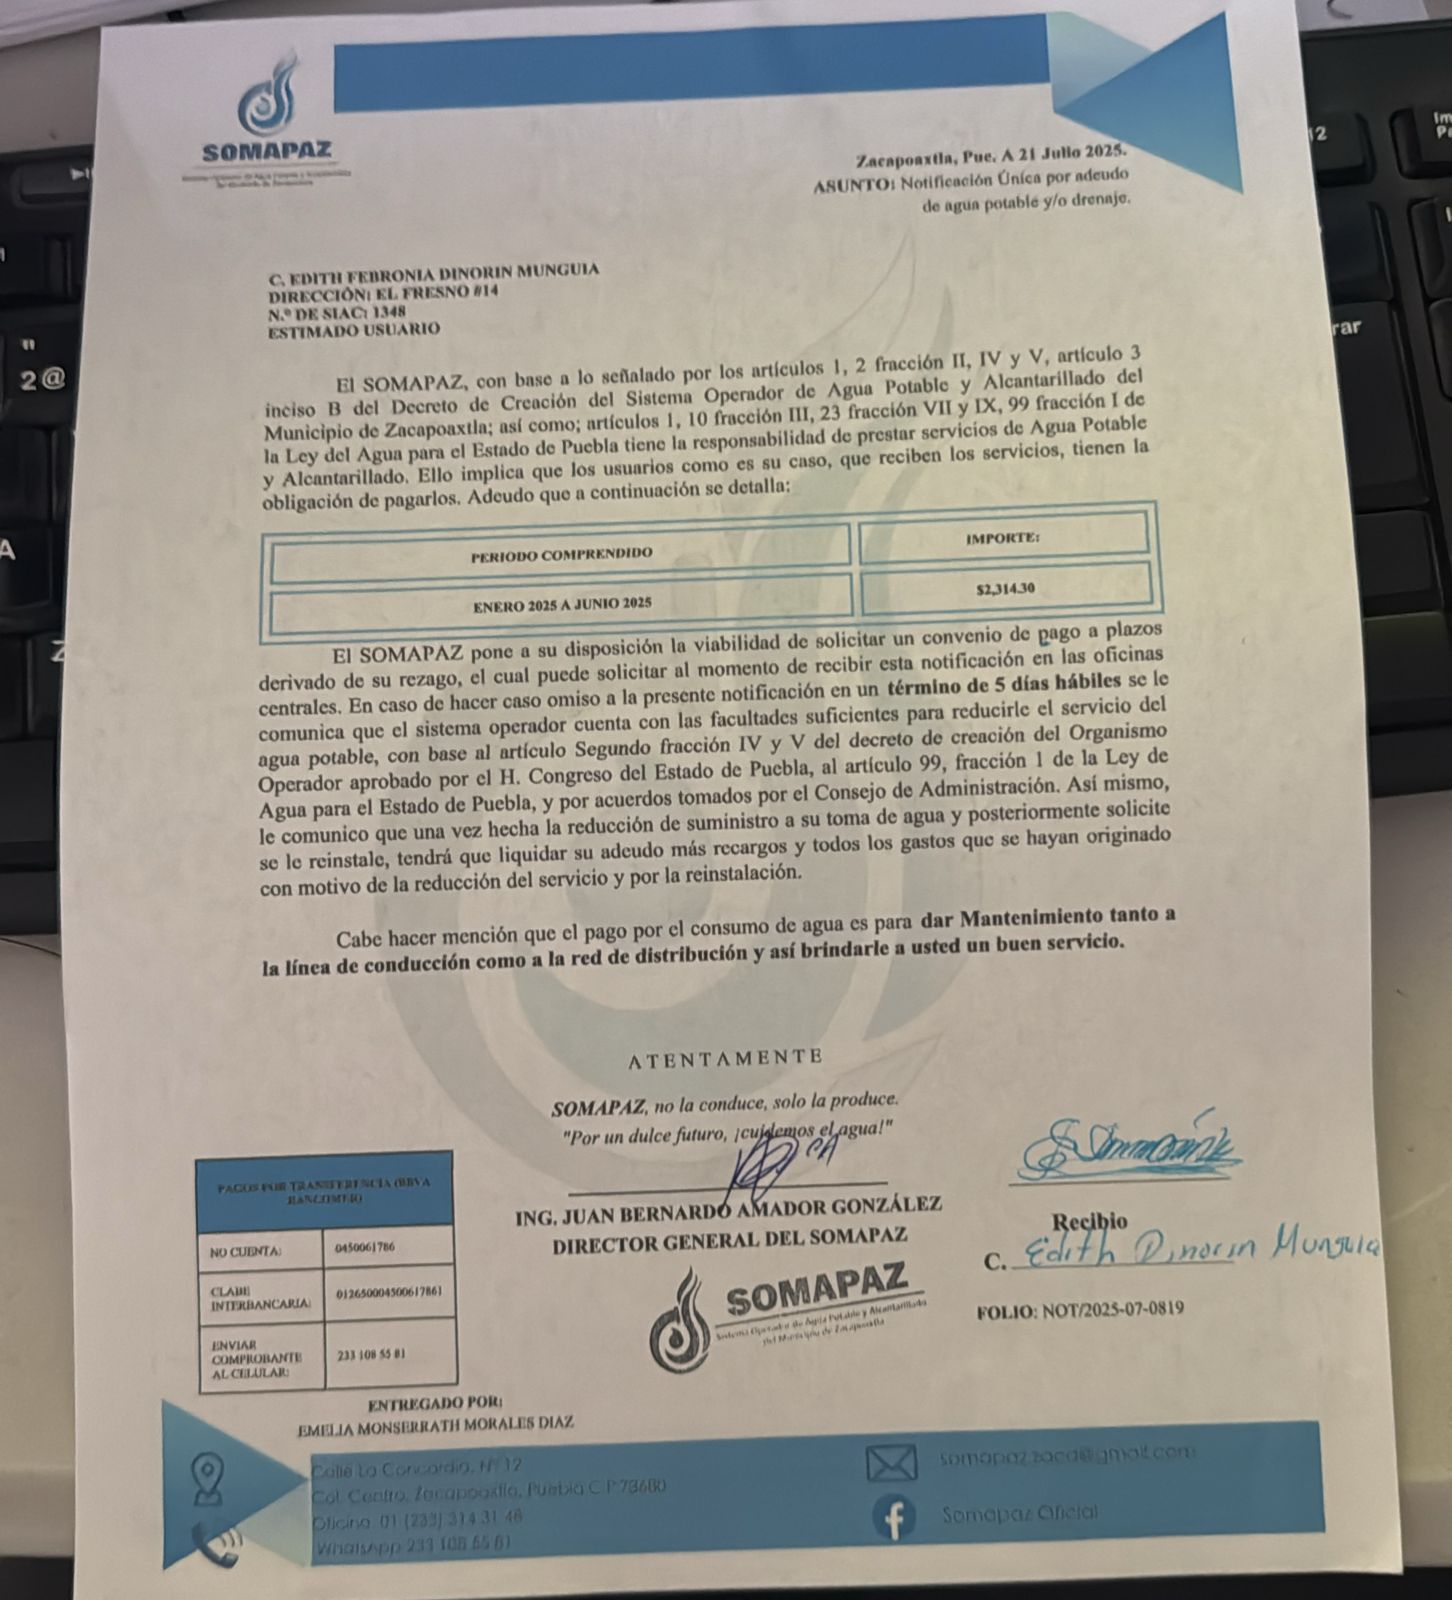 SOMAPAZ
Zacapoaxtla, Pue. A 21 Julio 2025.
ASUNTO: Notificación Única por adeudo
de agua potable y/o drenaje.
C. EDITH FEBRONIA DINORIN MUNGUIA
DIRECCIÓN: EL FRESNO #14
N.º DE SIAC: 1348
ESTIMADO USUARIO
El SOMAPAZ, con base a lo señalado por los artículos 1, 2 fracción II, IV y V, artículo 3
inciso B del Decreto de Creación del Sistema Operador de Agua Potable y Alcantarillado del
Municipio de Zacapoaxtla; así como; artículos 1, 10 fracción III, 23 fracción VII y IX, 99 fracción I de
la Ley del Agua para el Estado de Puebla tiene la responsabilidad de prestar servicios de Agua Potable
y Alcantarillado. Ello implica que los usuarios como es su caso, que reciben los servicios, tienen la
obligación de pagarlos. Adeudo que a continuación se detalla:
PERIODO COMPRENDIDO
IMPORTE:
ENERO 2025 A JUNIO 2025
$2,314.30
El SOMAPAZ pone a su disposición la viabilidad de solicitar un convenio de pago a plazos
derivado de su rezago, el cual puede solicitar al momento de recibir esta notificación en las oficinas
centrales. En caso de hacer caso omiso a la presente notificación en un término de 5 días hábiles se le
comunica que el sistema operador cuenta con las facultades suficientes para reducirle el servicio del
agua potable, con base al artículo Segundo fracción IV y V del decreto de creación del Organismo
Operador aprobado por el H. Congreso del Estado de Puebla, al artículo 99, fracción 1 de la Ley de
Agua para el Estado de Puebla, y por acuerdos tomados por el Consejo de Administración. Así mismo,
le comunico que una vez hecha la reducción de suministro a su toma de agua y posteriormente solicite
se le reinstale, tendrá que liquidar su adeudo más recargos y todos los gastos que se hayan originado
con motivo de la reducción del servicio y por la reinstalación.
Cabe hacer mención que el pago por el consumo de agua es para dar Mantenimiento tanto a
la línea de conducción como a la red de distribución y así brindarle a usted un buen servicio.
ATENTAMENTE
SOMAPAZ, no la conduce, solo la produce.
"Por un dulce futuro, ¡cuidemos el agua!"
PA
ING. JUAN BERNARDO AMADOR GONZÁLEZ
DIRECTOR GENERAL DEL SOMAPAZ
SOMAPAZ
Sistema Operador de Agua Potable y Alcantarillado
del Municipio de Zacapoaxtla
Recibio
C. Edith Dinorin Munguia
FOLIO: NOT/2025-07-0819
PAGOS POR TRANSFERENCIA (BBVA
BANCOMER)
NO CUENTA: 0450061786
CLABE
INTERBANCARIA: 012650004500617861
ENVIAR
COMPROBANTE
AL CELULAR: 233 108 55 81
ENTREGADO POR:
EMELIA MONSERRATH MORALES DIAZ
Calle La Concordia, Nº 12
Col. Centro, Zacapoaxtla, Puebla C.P 73680
Oficina: 01 (233) 314 31 48
WhatsApp 233 108 55 81
somapaz.zaca@gmail.com
Somapaz Oficial
2@
A
Z
rar